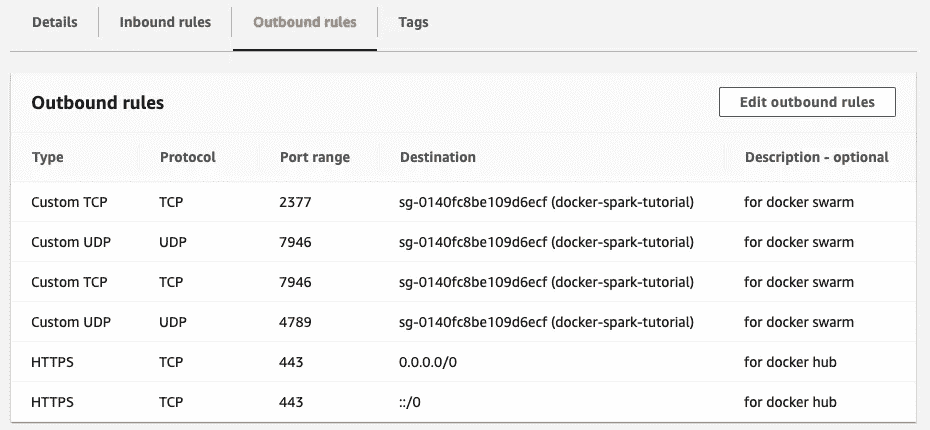 Details Inbound rules Outbound rules Tags
Outbound rules Edit outbound rules
Type Protocol Port range Destination Description - optional
Custom TCP TCP 2377 sg-0140fc8be109d6ecf (docker-spark-tutorial) for docker swarm
Custom UDP UDP 7946 sg-0140fc8be109d6ecf (docker-spark-tutorial) for docker swarm
Custom TCP TCP 7946 sg-0140fc8be109d6ecf (docker-spark-tutorial) for docker swarm
Custom UDP UDP 4789 sg-0140fc8be109d6ecf (docker-spark-tutorial) for docker swarm
HTTPS TCP 443 0.0.0.0/0 for docker hub
HTTPS TCP 443 ::/0 for docker hub